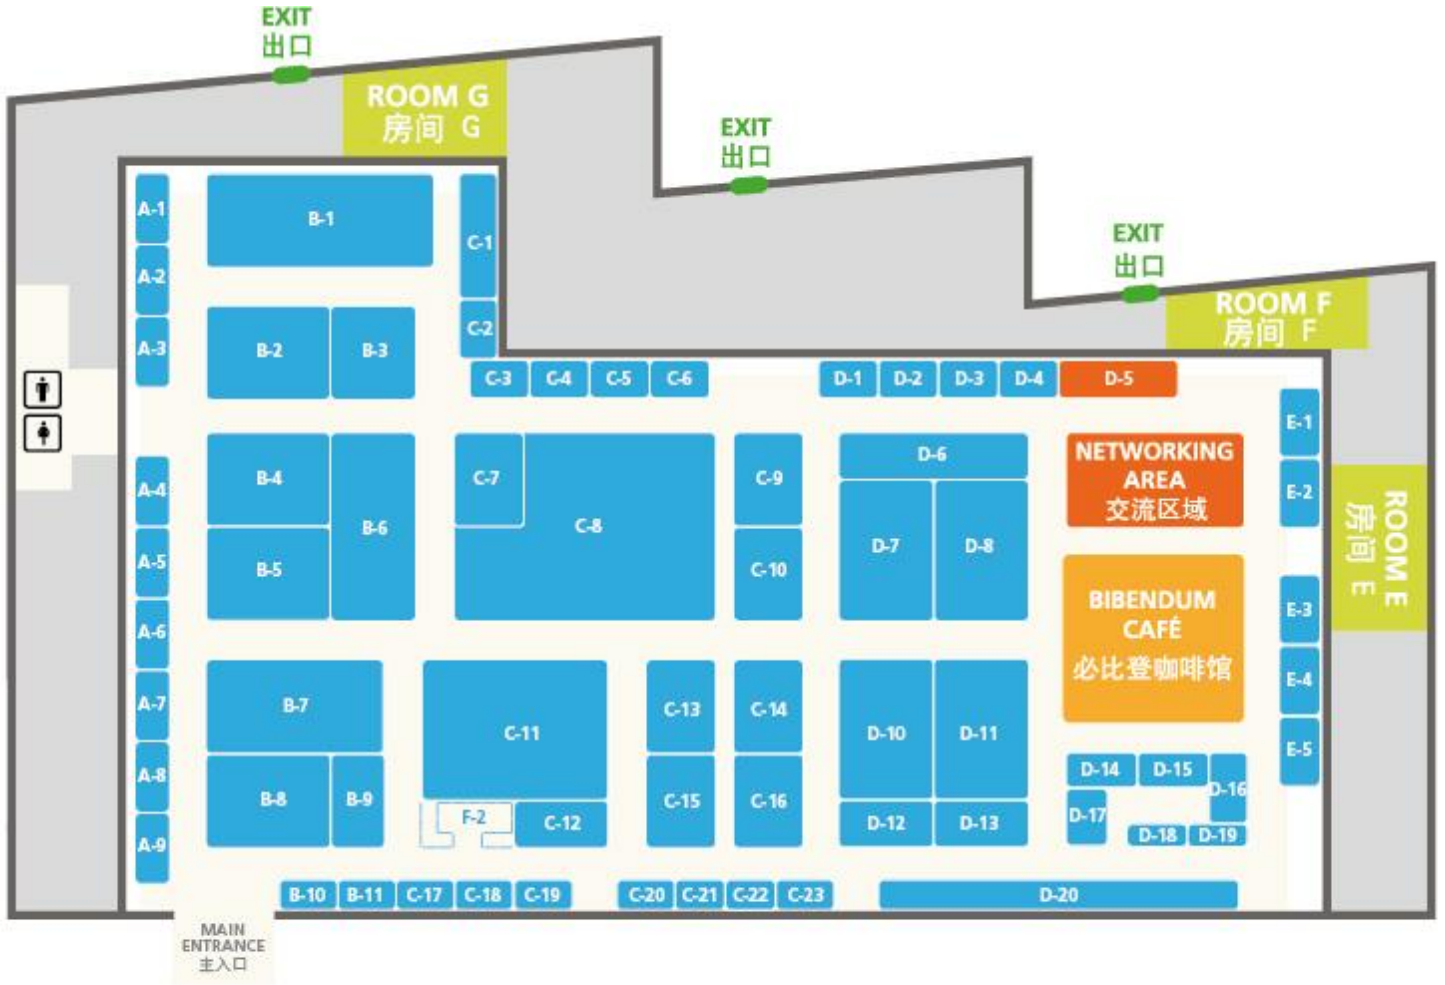 EXIT
出口
ROOM G
房间 G
EXIT
出口
EXIT
出口
ROOM F
房间 F
A-1
B-1
C-1
A-2
C-2
A-3
B-2
B-3
C-3
C-4
C-5
C-6
D-1
D-2
D-3
D-4
D-5
E-1
NETWORKING
AREA
交流区域
A-4
B-4
B-6
C-7
C-8
C-9
D-6
E-2
ROOM E
房间 E
A-5
B-5
C-10
D-7
D-8
BIBENDUM
CAFÉ
必比登咖啡馆
E-3
A-6
E-4
A-7
B-7
C-11
C-13
C-14
D-10
D-11
E-5
A-8
B-8
B-9
F-2
C-12
C-15
C-16
D-12
D-13
D-14
D-15
D-16
D-17
D-18
D-19
A-9
B-10
B-11
C-17
C-18
C-19
C-20
C-21
C-22
C-23
D-20
MAIN
ENTRANCE
主入口